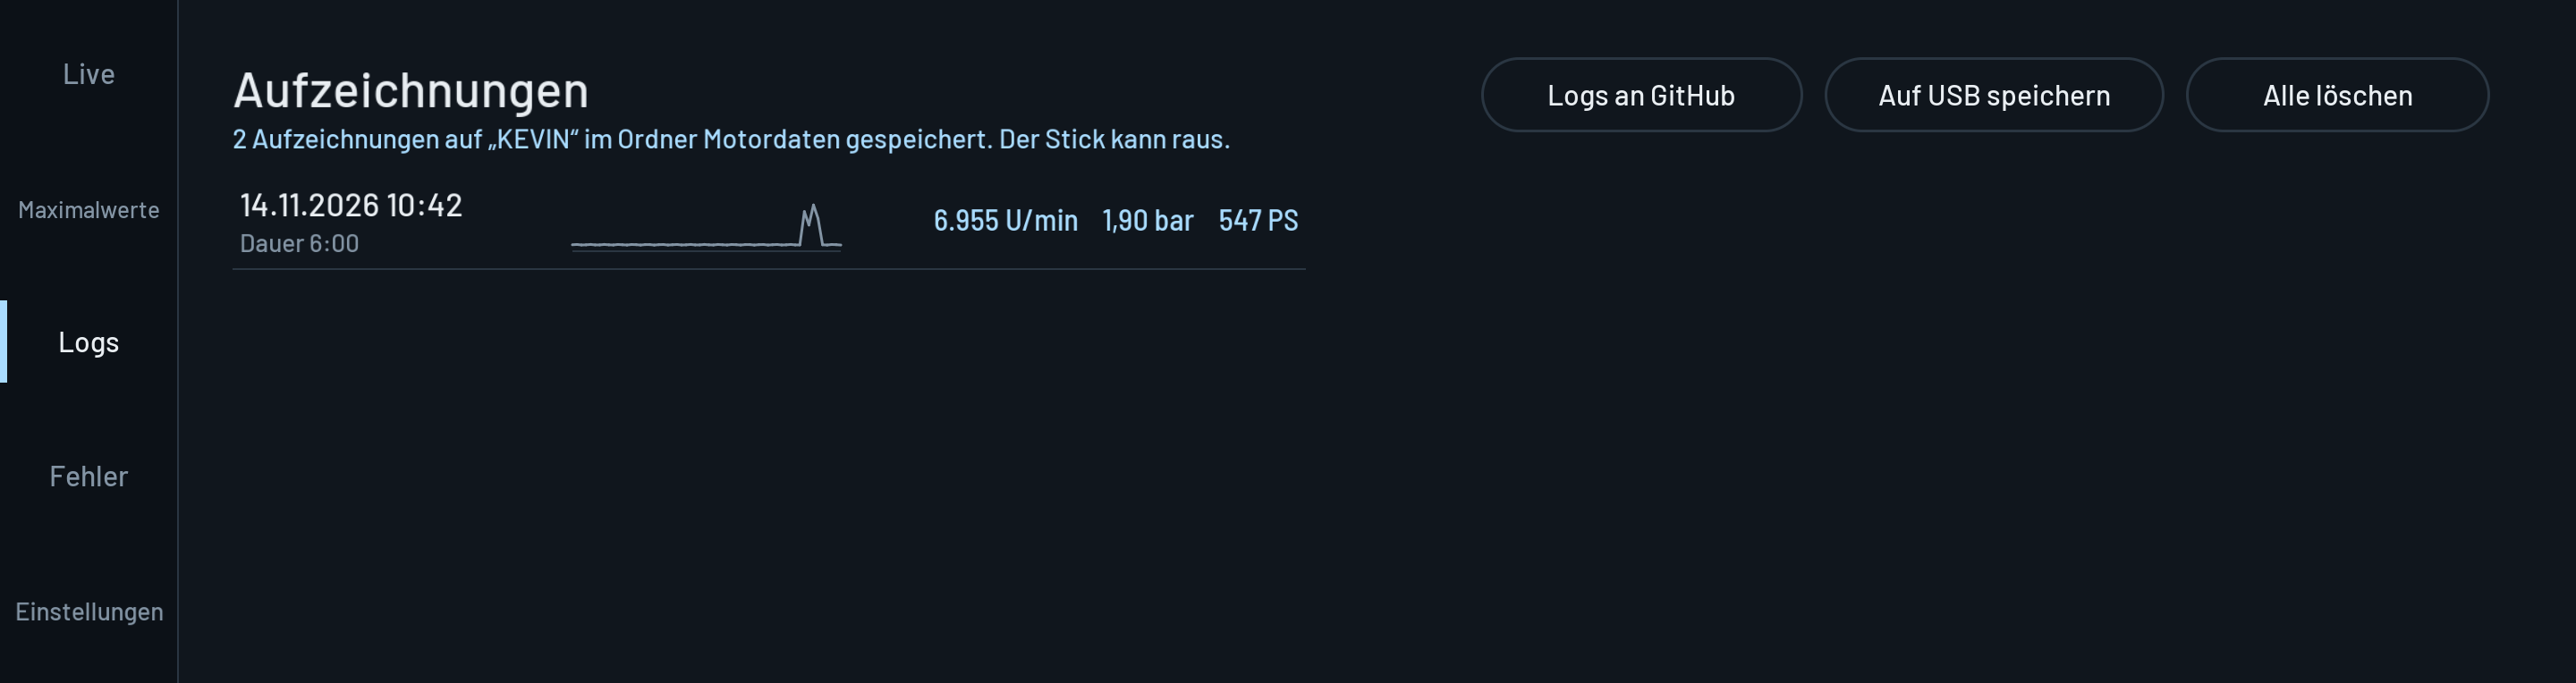 Live
Maximalwerte
Logs
Fehler
Einstellungen
Aufzeichnungen
2 Aufzeichnungen auf „KEVIN“ im Ordner Motordaten gespeichert. Der Stick kann raus.
Logs an GitHub
Auf USB speichern
Alle löschen
14.11.2026 10:42
Dauer 6:00
6.955 U/min 1,90 bar 547 PS